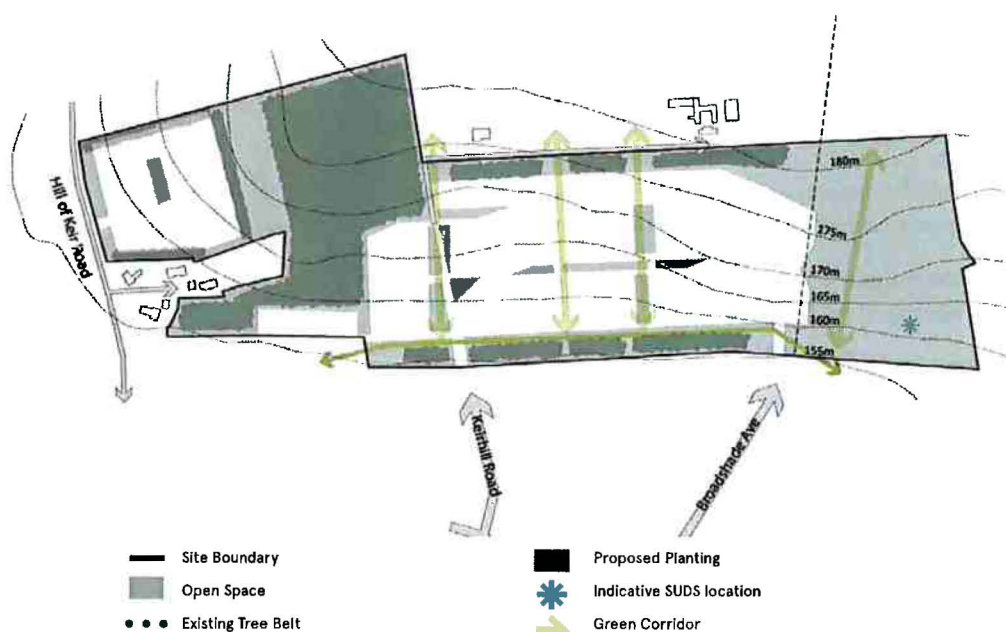 180m
Hill of Keir Road
175m
170m
165m
160m
155m
Keirhill Road
Broadshade Ave
Site Boundary
Proposed Planting
Open Space
Indicative SUDS location
Existing Tree Belt
Green Corridor